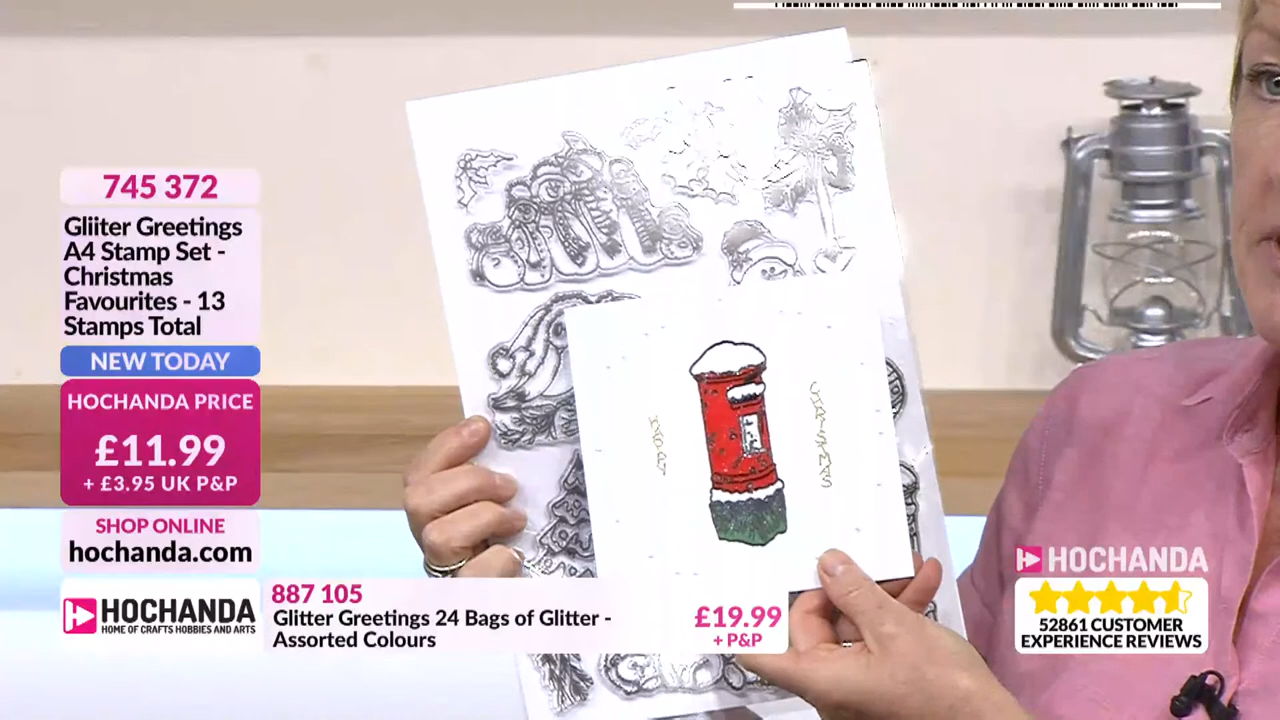 745 372
Gliiter Greetings
A4 Stamp Set -
Christmas
Favourites - 13
Stamps Total
NEW TODAY
HOCHANDA PRICE
£11.99
+ £3.95 UK P&P
SHOP ONLINE
hochanda.com
HOCHANDA
HOME OF CRAFTS HOBBIES AND ARTS
887 105
Glitter Greetings 24 Bags of Glitter -
Assorted Colours
£19.99
+ P&P
HOCHANDA
52861 CUSTOMER
EXPERIENCE REVIEWS